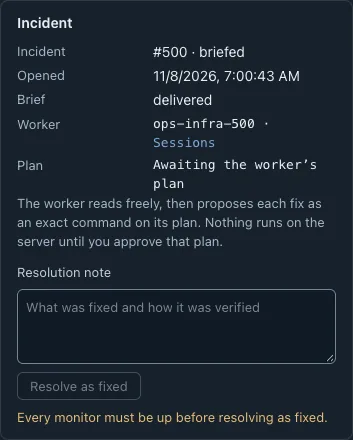 Incident
Incident #500 · briefed
Opened 11/8/2026, 7:00:43 AM
Brief delivered
Worker ops-infra-500 ·
Sessions
Plan Awaiting the worker’s
plan
The worker reads freely, then proposes each fix as
an exact command on its plan. Nothing runs on the
server until you approve that plan.
Resolution note
What was fixed and how it was verified
Resolve as fixed
Every monitor must be up before resolving as fixed.